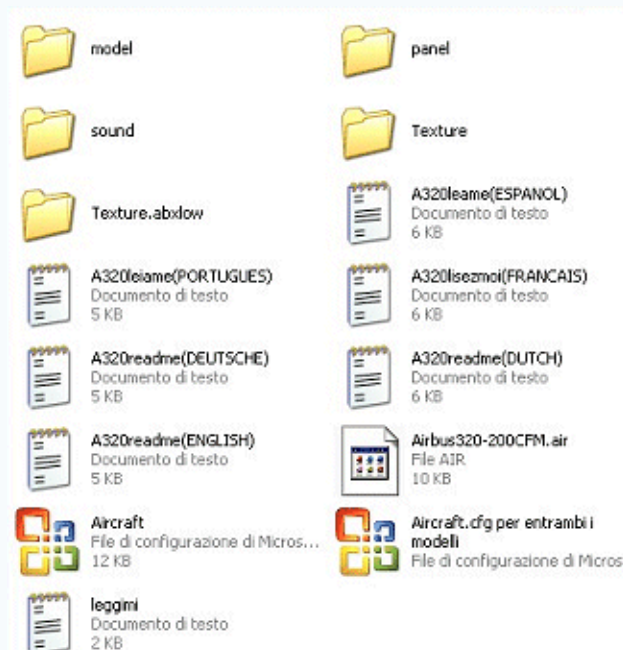 model
panel
sound
Texture
Texture.abxlow
A320leame(ESPANOL)
Documento di testo
6 KB
A320leiame(PORTUGUES)
Documento di testo
5 KB
A320lisezmoi(FRANCAIS)
Documento di testo
6 KB
A320readme(DEUTSCHE)
Documento di testo
5 KB
A320readme(DUTCH)
Documento di testo
6 KB
A320readme(ENGLISH)
Documento di testo
5 KB
Airbus320-200CFM.air
File AIR
10 KB
Aircraft
File di configurazione di Micros...
12 KB
Aircraft.cfg per entrambi i
modelli
File di configurazione di Micros
leggimi
Documento di testo
2 KB